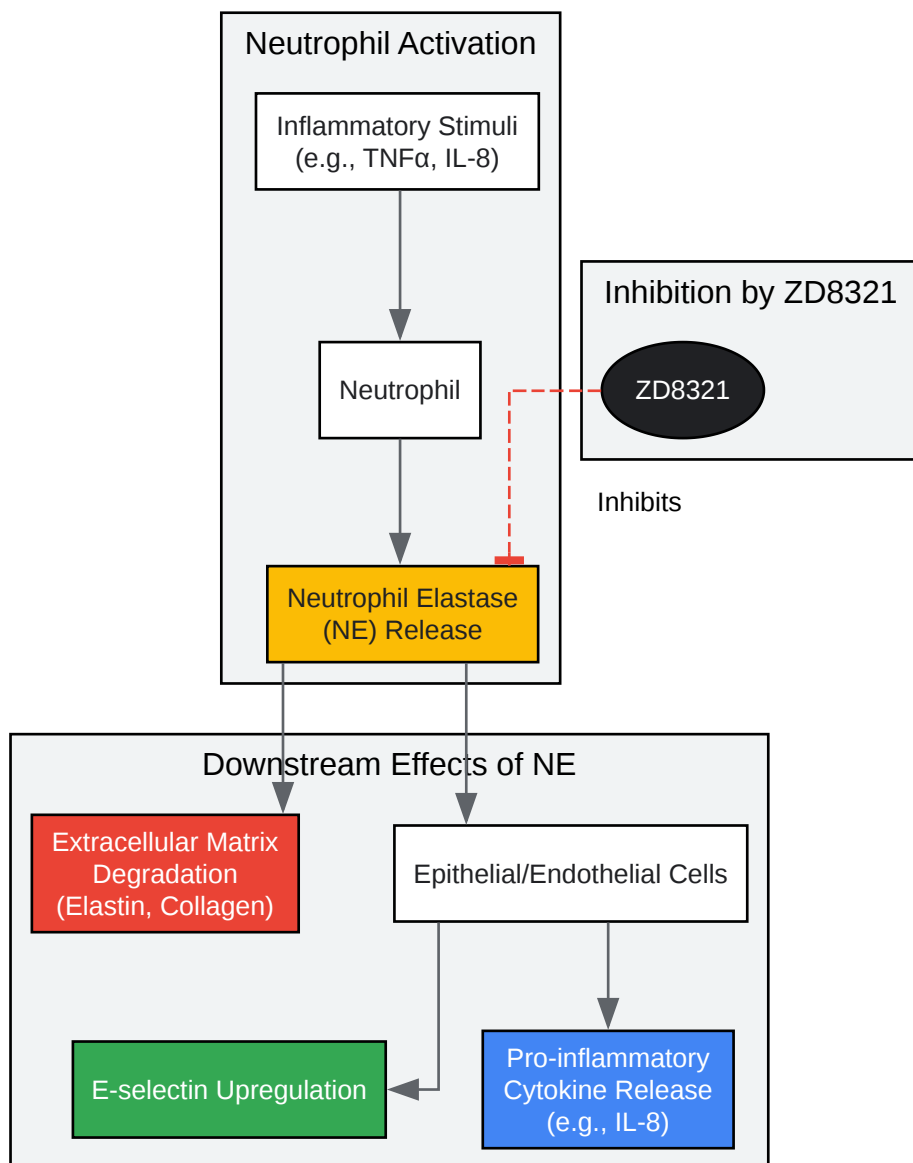 Neutrophil Activation
Inflammatory Stimuli
(e.g., TNFα, IL-8)
Inhibition by ZD8321
Neutrophil
ZD8321
Inhibits
Neutrophil Elastase
(NE) Release
Downstream Effects of NE
Extracellular Matrix
Degradation
(Elastin, Collagen)
Epithelial/Endothelial Cells
E-selectin Upregulation
Pro-inflammatory
Cytokine Release
(e.g., IL-8)